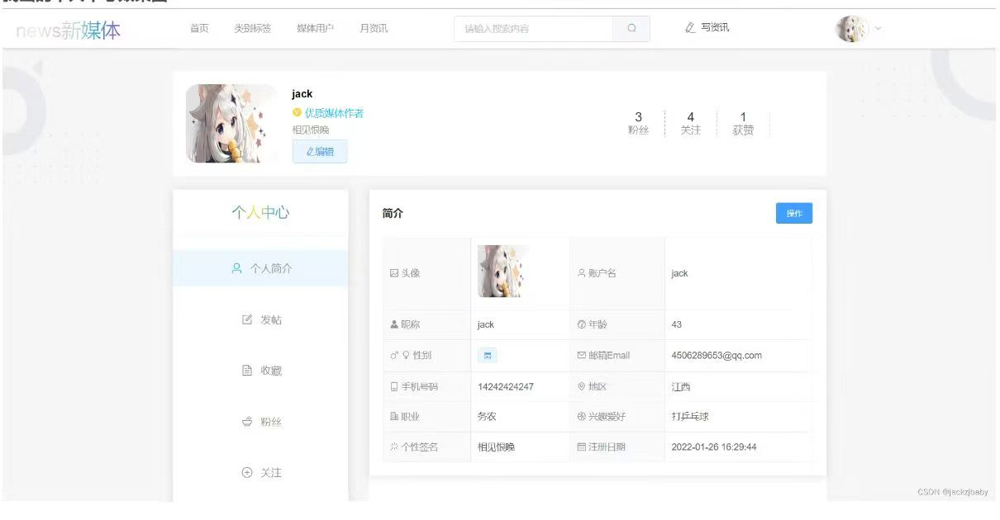 news新媒体 首页 类别标签 媒体用户 月资讯 请输入搜索内容 写资讯
jack
优质媒体作者
相见恨晚
编辑
3 4 1
粉丝 关注 获赞
个人中心
个人简介
发帖
收藏
粉丝
关注
简介 操作
头像 账户名 jack
昵称 jack 年龄 43
性别 男 邮箱Email 4506289653@qq.com
手机号码 14242424247 地区 江西
职业 务农 兴趣爱好 打乒乓球
个性签名 相见恨晚 注册日期 2022-01-26 16:29:44
CSDN @jackzjbaby